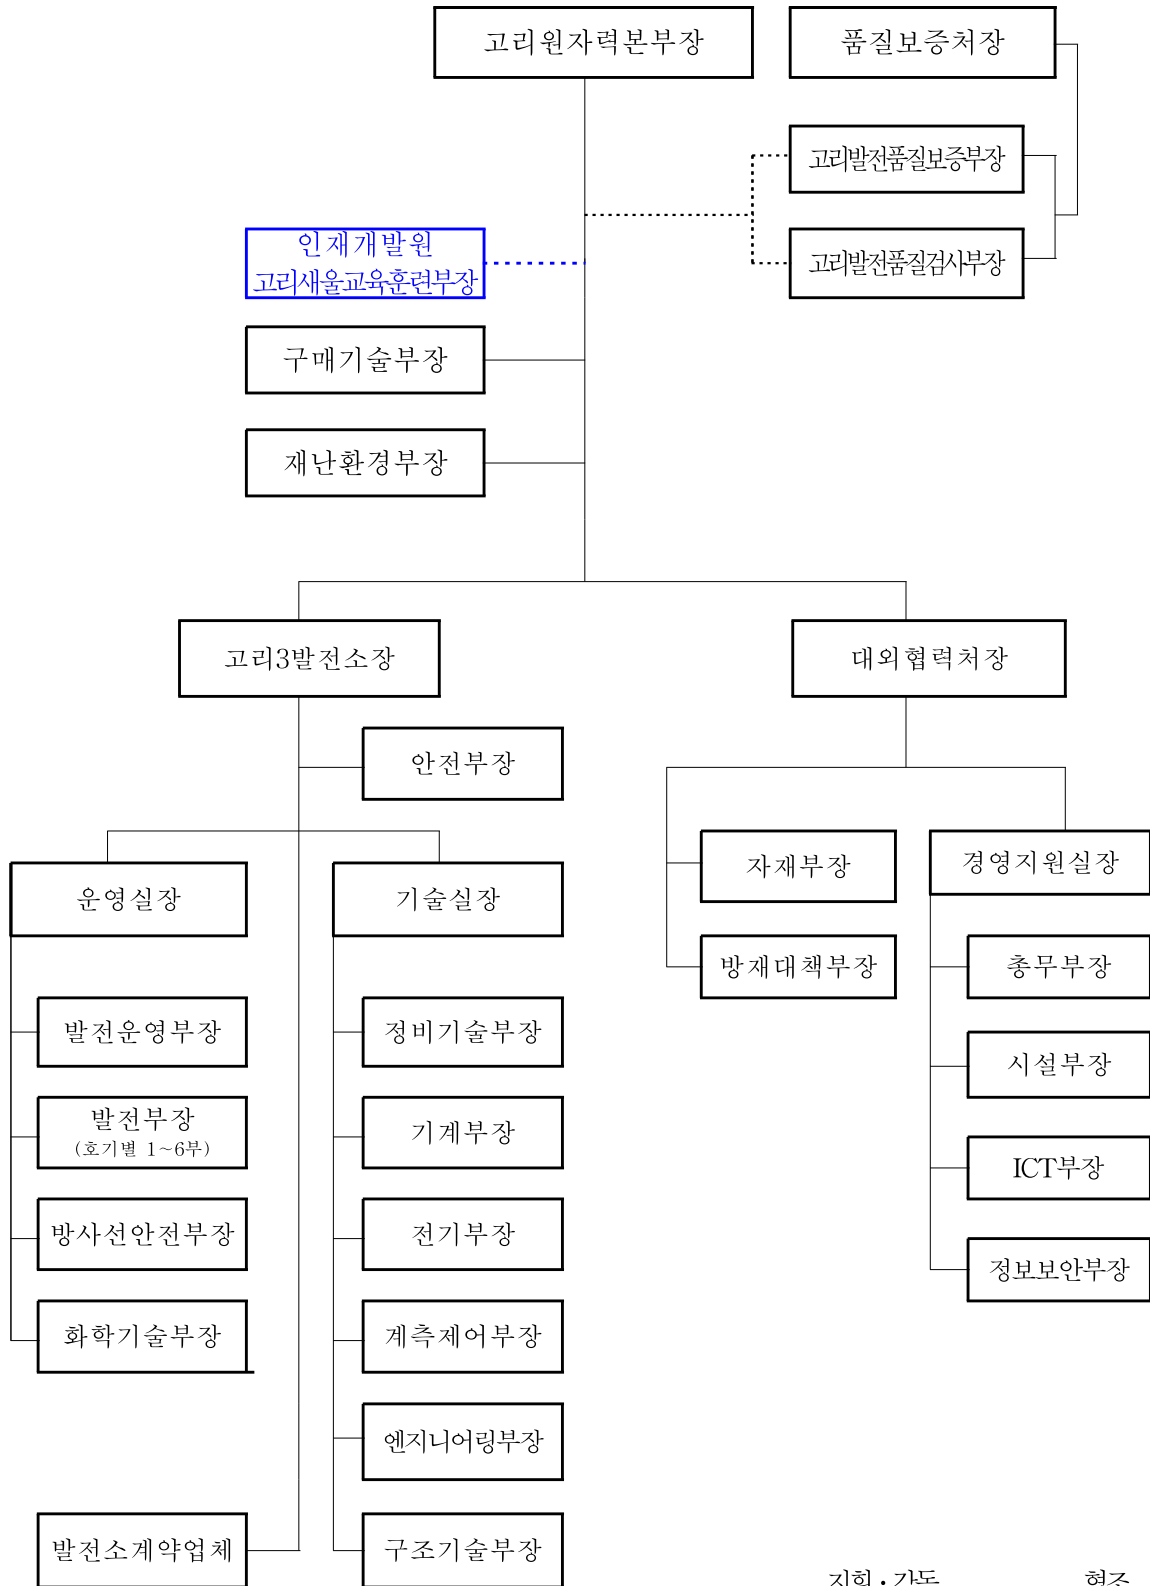 고리원자력본부장
품질보증처장
고리발전품질보증부장
고리발전품질검사부장
인재개발원
고리새울교육훈련부장
구매기술부장
재난환경부장
고리3발전소장
대외협력처장
안전부장
운영실장
기술실장
자재부장
경영지원실장
방재대책부장
총무부장
발전운영부장
정비기술부장
시설부장
발전부장
(호기별 1~6부)
기계부장
ICT부장
방사선안전부장
전기부장
정보보안부장
화학기술부장
계측제어부장
엔지니어링부장
발전소계약업체
구조기술부장
지휘·감독
협조